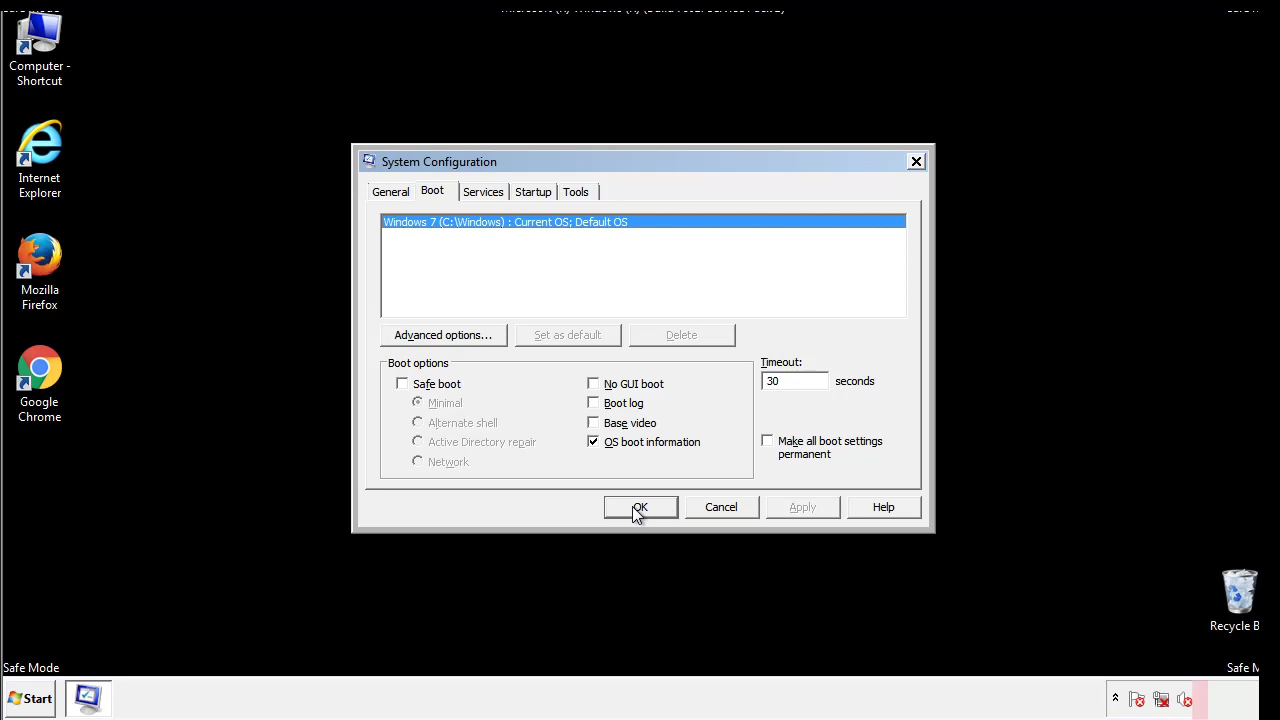 Computer -
Shortcut
Internet
Explorer
Mozilla
Firefox
Google
Chrome
System Configuration
General Boot Services Startup Tools
Windows 7 (C:\Windows) : Current OS; Default OS
Advanced options... Set as default Delete
Boot options
Safe boot
Minimal
Alternate shell
Active Directory repair
Network
No GUI boot
Boot log
Base video
OS boot information
Timeout:
30 seconds
Make all boot settings
permanent
OK Cancel Apply Help
Recycle B
Safe Mode
Safe M
Start